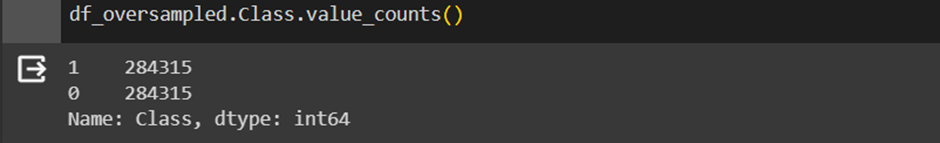 df_oversampled.Class.value_counts()
1    284315
0    284315
Name: Class, dtype: int64